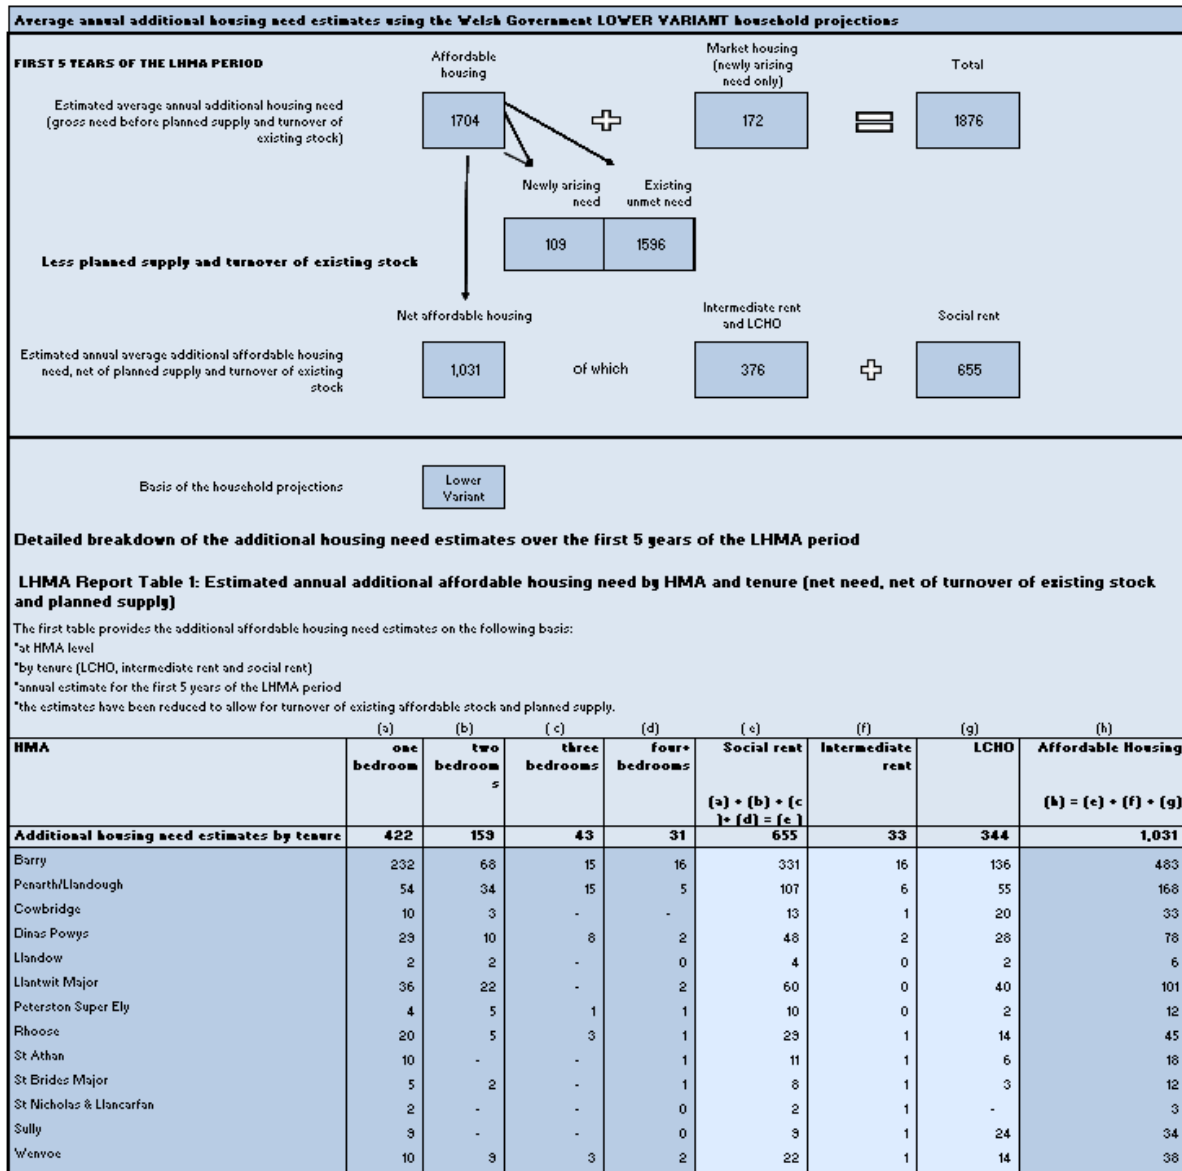 Average annual additional housing need estimates using the Welsh Government LOWER VARIANT household projections
FIRST 5 YEARS OF THE LHMA PERIOD
Affordable housing
Market housing (newly arising need only)
Total
Estimated average annual additional housing need (gross need before planned supply and turnover of existing stock)
1704
172
1876
Newly arising need
Existing unmet need
109
1596
Less planned supply and turnover of existing stock
Net affordable housing
Intermediate rent and LCHO
Social rent
Estimated annual average additional affordable housing need, net of planned supply and turnover of existing stock
1,031
of which
376
655
Basis of the household projections
Lower Variant
Detailed breakdown of the additional housing need estimates over the first 5 years of the LHMA period
LHMA Report Table 1: Estimated annual additional affordable housing need by HMA and tenure (net need, net of turnover of existing stock and planned supply)
The first table provides the additional affordable housing need estimates on the following basis:
*at HMA level
*by tenure (LCHO, intermediate rent and social rent)
*annual estimate for the first 5 years of the LHMA period
*the estimates have been reduced to allow for turnover of existing affordable stock and planned supply.
(a) (b) ( c) (d) ( e) (f) (g) (h)
HMA one bedroom two bedrooms three bedrooms four+ bedrooms Social rent Intermediate rent LCHO Affordable Housing
(a) + (b) + (c )+ (d) = (e ) (h) = (e) + (f) + (g)
Additional housing need estimates by tenure 422 159 43 31 655 33 344 1,031
Barry 232 68 15 16 331 16 136 483
Penarth/Llandough 54 34 15 5 107 6 55 168
Cowbridge 10 3 - - 13 1 20 33
Dinas Powys 29 10 8 2 48 2 28 78
Llandow 2 2 - 0 4 0 2 6
Llantwit Major 36 22 - 2 60 0 40 101
Peterston Super Ely 4 5 1 1 10 0 2 12
Rhoose 20 5 3 1 29 1 14 45
St Athan 10 - - 1 11 1 6 18
St Brides Major 5 2 - 1 8 1 3 12
St Nicholas & Llancarfan 2 - - 0 2 1 - 3
Sully 9 - - 0 9 1 24 34
Wenvoe 10 9 3 2 22 1 14 38